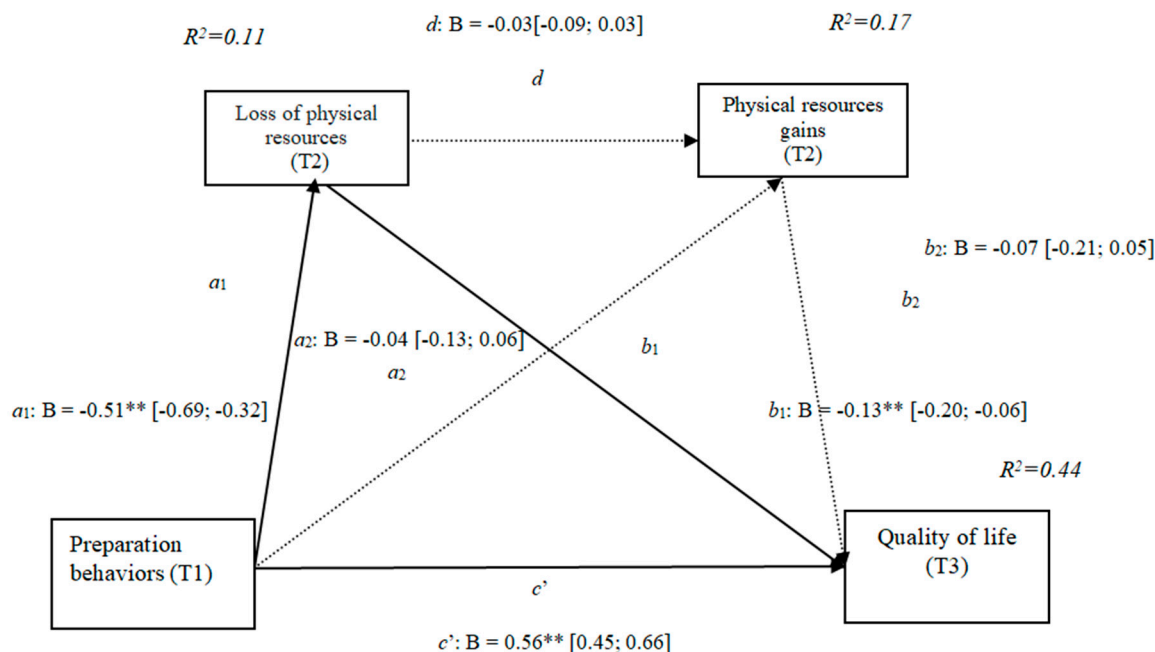 d: B = -0.03[-0.09; 0.03]
R²=0.11
R²=0.17
d
Loss of physical
resources
(T2)
Physical resources
gains
(T2)
b2: B = -0.07 [-0.21; 0.05]
a1
b2
a2: B = -0.04 [-0.13; 0.06]
b1
a2
a1: B = -0.51** [-0.69; -0.32]
b1: B = -0.13** [-0.20; -0.06]
R²=0.44
Preparation
behaviors (T1)
Quality of life
(T3)
c’
c’: B = 0.56** [0.45; 0.66]